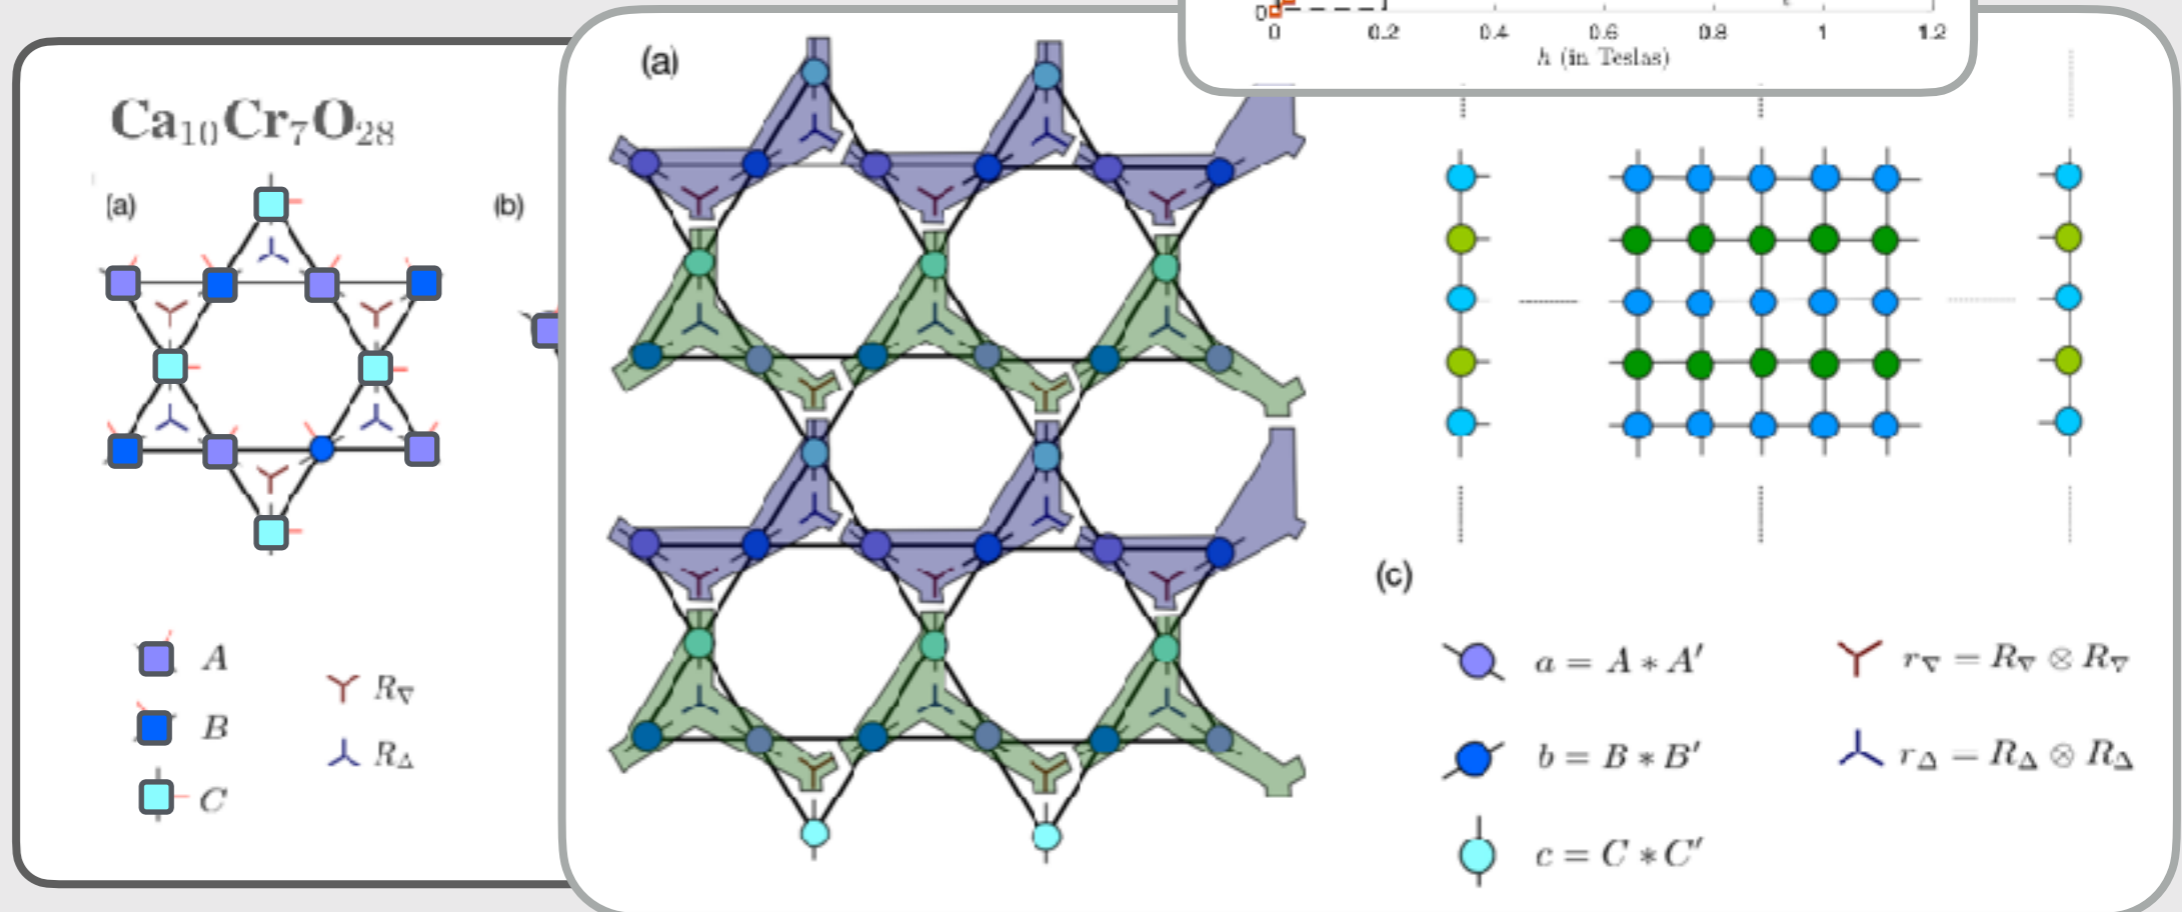 Ca₁₀Cr₇O₂₈
(a)
(b)
A
B
C
R∇
RΔ
(a)
0
0 0.2 0.4 0.6 0.8 1 1.2
h (in Teslas)
(c)
a = A ∗ A′
b = B ∗ B′
c = C ∗ C′
r∇ = R∇ ⊗ R∇
rΔ = RΔ ⊗ RΔ